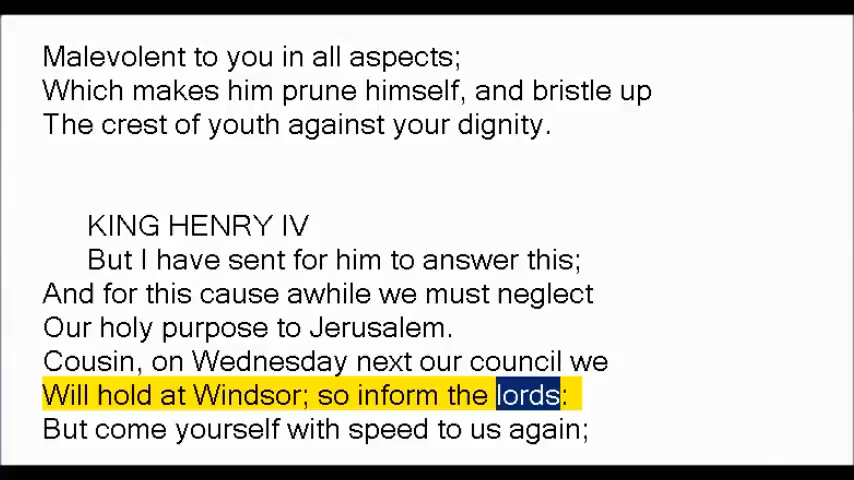 Malevolent to you in all aspects;
Which makes him prune himself, and bristle up
The crest of youth against your dignity.
KING HENRY IV
But I have sent for him to answer this;
And for this cause awhile we must neglect
Our holy purpose to Jerusalem.
Cousin, on Wednesday next our council we
Will hold at Windsor; so inform the lords:
But come yourself with speed to us again;